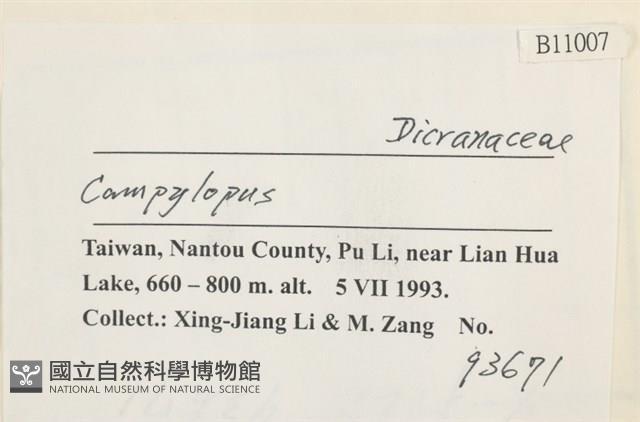 B11007
Dicranaceae
Campylopus
Taiwan, Nantou County, Pu Li, near Lian Hua
Lake, 660 – 800 m. alt. 5 VII 1993.
Collect.: Xing-Jiang Li & M. Zang No.
93671
國立自然科學博物館
NATIONAL MUSEUM OF NATURAL SCIENCE